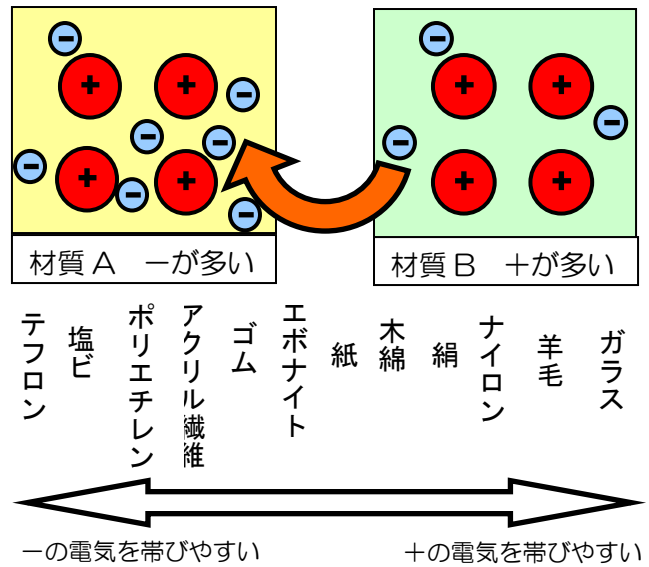 材質A −が多い
材質B +が多い
テフロン
塩ビ
ポリエチレン
アクリル繊維
ゴム
エボナイト
紙
木綿
絹
ナイロン
羊毛
ガラス
−の電気を帯びやすい
+の電気を帯びやすい